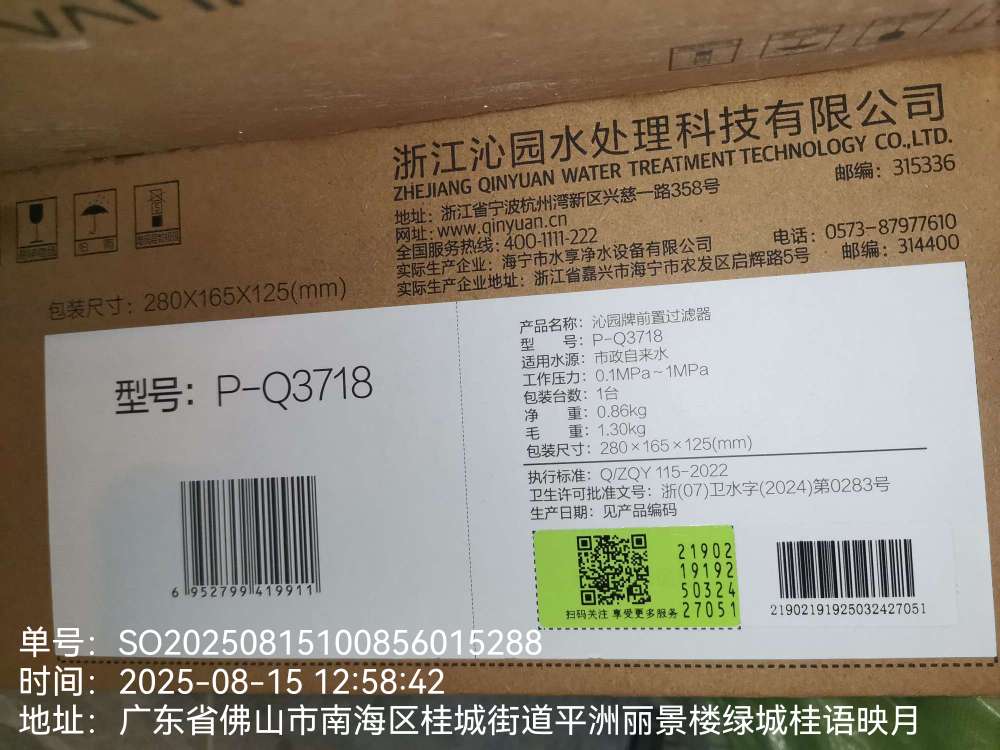 浙江沁园水处理科技有限公司
ZHEJIANG QINYUAN WATER TREATMENT TECHNOLOGY CO.,LTD.
地址：浙江省宁波杭州湾新区兴慈一路358号 邮编：315336
网址：www.qinyuan.cn
全国服务热线：400-1111-222
实际生产企业：海宁市水享净水设备有限公司 电话：0573-87977610
实际生产企业地址：浙江省嘉兴市海宁市农发区启辉路5号 邮编：314400
包装尺寸：280X165X125(mm)
型号：P-Q3718
6 952799 419911
产品名称：沁园牌前置过滤器
型 号：P-Q3718
适用水源：市政自来水
工作压力：0.1MPa~1MPa
包装台数：1台
净 重：0.86kg
毛 重：1.30kg
包装尺寸：280×165×125(mm)
执行标准：Q/ZQY 115-2022
卫生许可批准文号：浙(07)卫水字(2024)第0283号
生产日期：见产品编码
21902
19192
50324
27051
扫码关注 享受更多服务
21902191925032427051
单号：SO20250815100856015288
时间：2025-08-15 12:58:42
地址：广东省佛山市南海区桂城街道平洲丽景楼绿城桂语映月